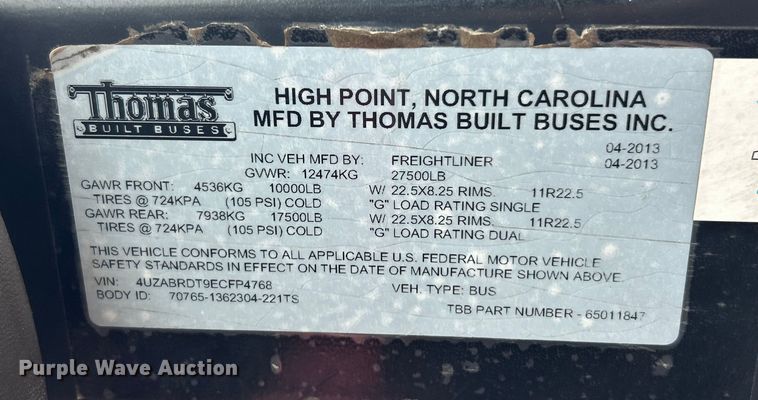 Thomas
BUILT BUSES
HIGH POINT, NORTH CAROLINA
MFD BY THOMAS BUILT BUSES INC.
04-2013
INC VEH MFD BY: FREIGHTLINER 04-2013
GVWR: 12474KG 27500LB
GAWR FRONT: 4536KG 10000LB W/ 22.5X8.25 RIMS. 11R22.5
TIRES @ 724KPA (105 PSI) COLD "G" LOAD RATING SINGLE
GAWR REAR: 7938KG 17500LB W/ 22.5X8.25 RIMS. 11R22.5
TIRES @ 724KPA (105 PSI) COLD "G" LOAD RATING DUAL
THIS VEHICLE CONFORMS TO ALL APPLICABLE U.S. FEDERAL MOTOR VEHICLE
SAFETY STANDARDS IN EFFECT ON THE DATE OF MANUFACTURE SHOWN ABOVE.
VIN: 4UZABRDT9ECFP4768 VEH. TYPE: BUS
BODY ID: 70765-1362304-221TS TBB PART NUMBER - 65011847
Purple Wave Auction